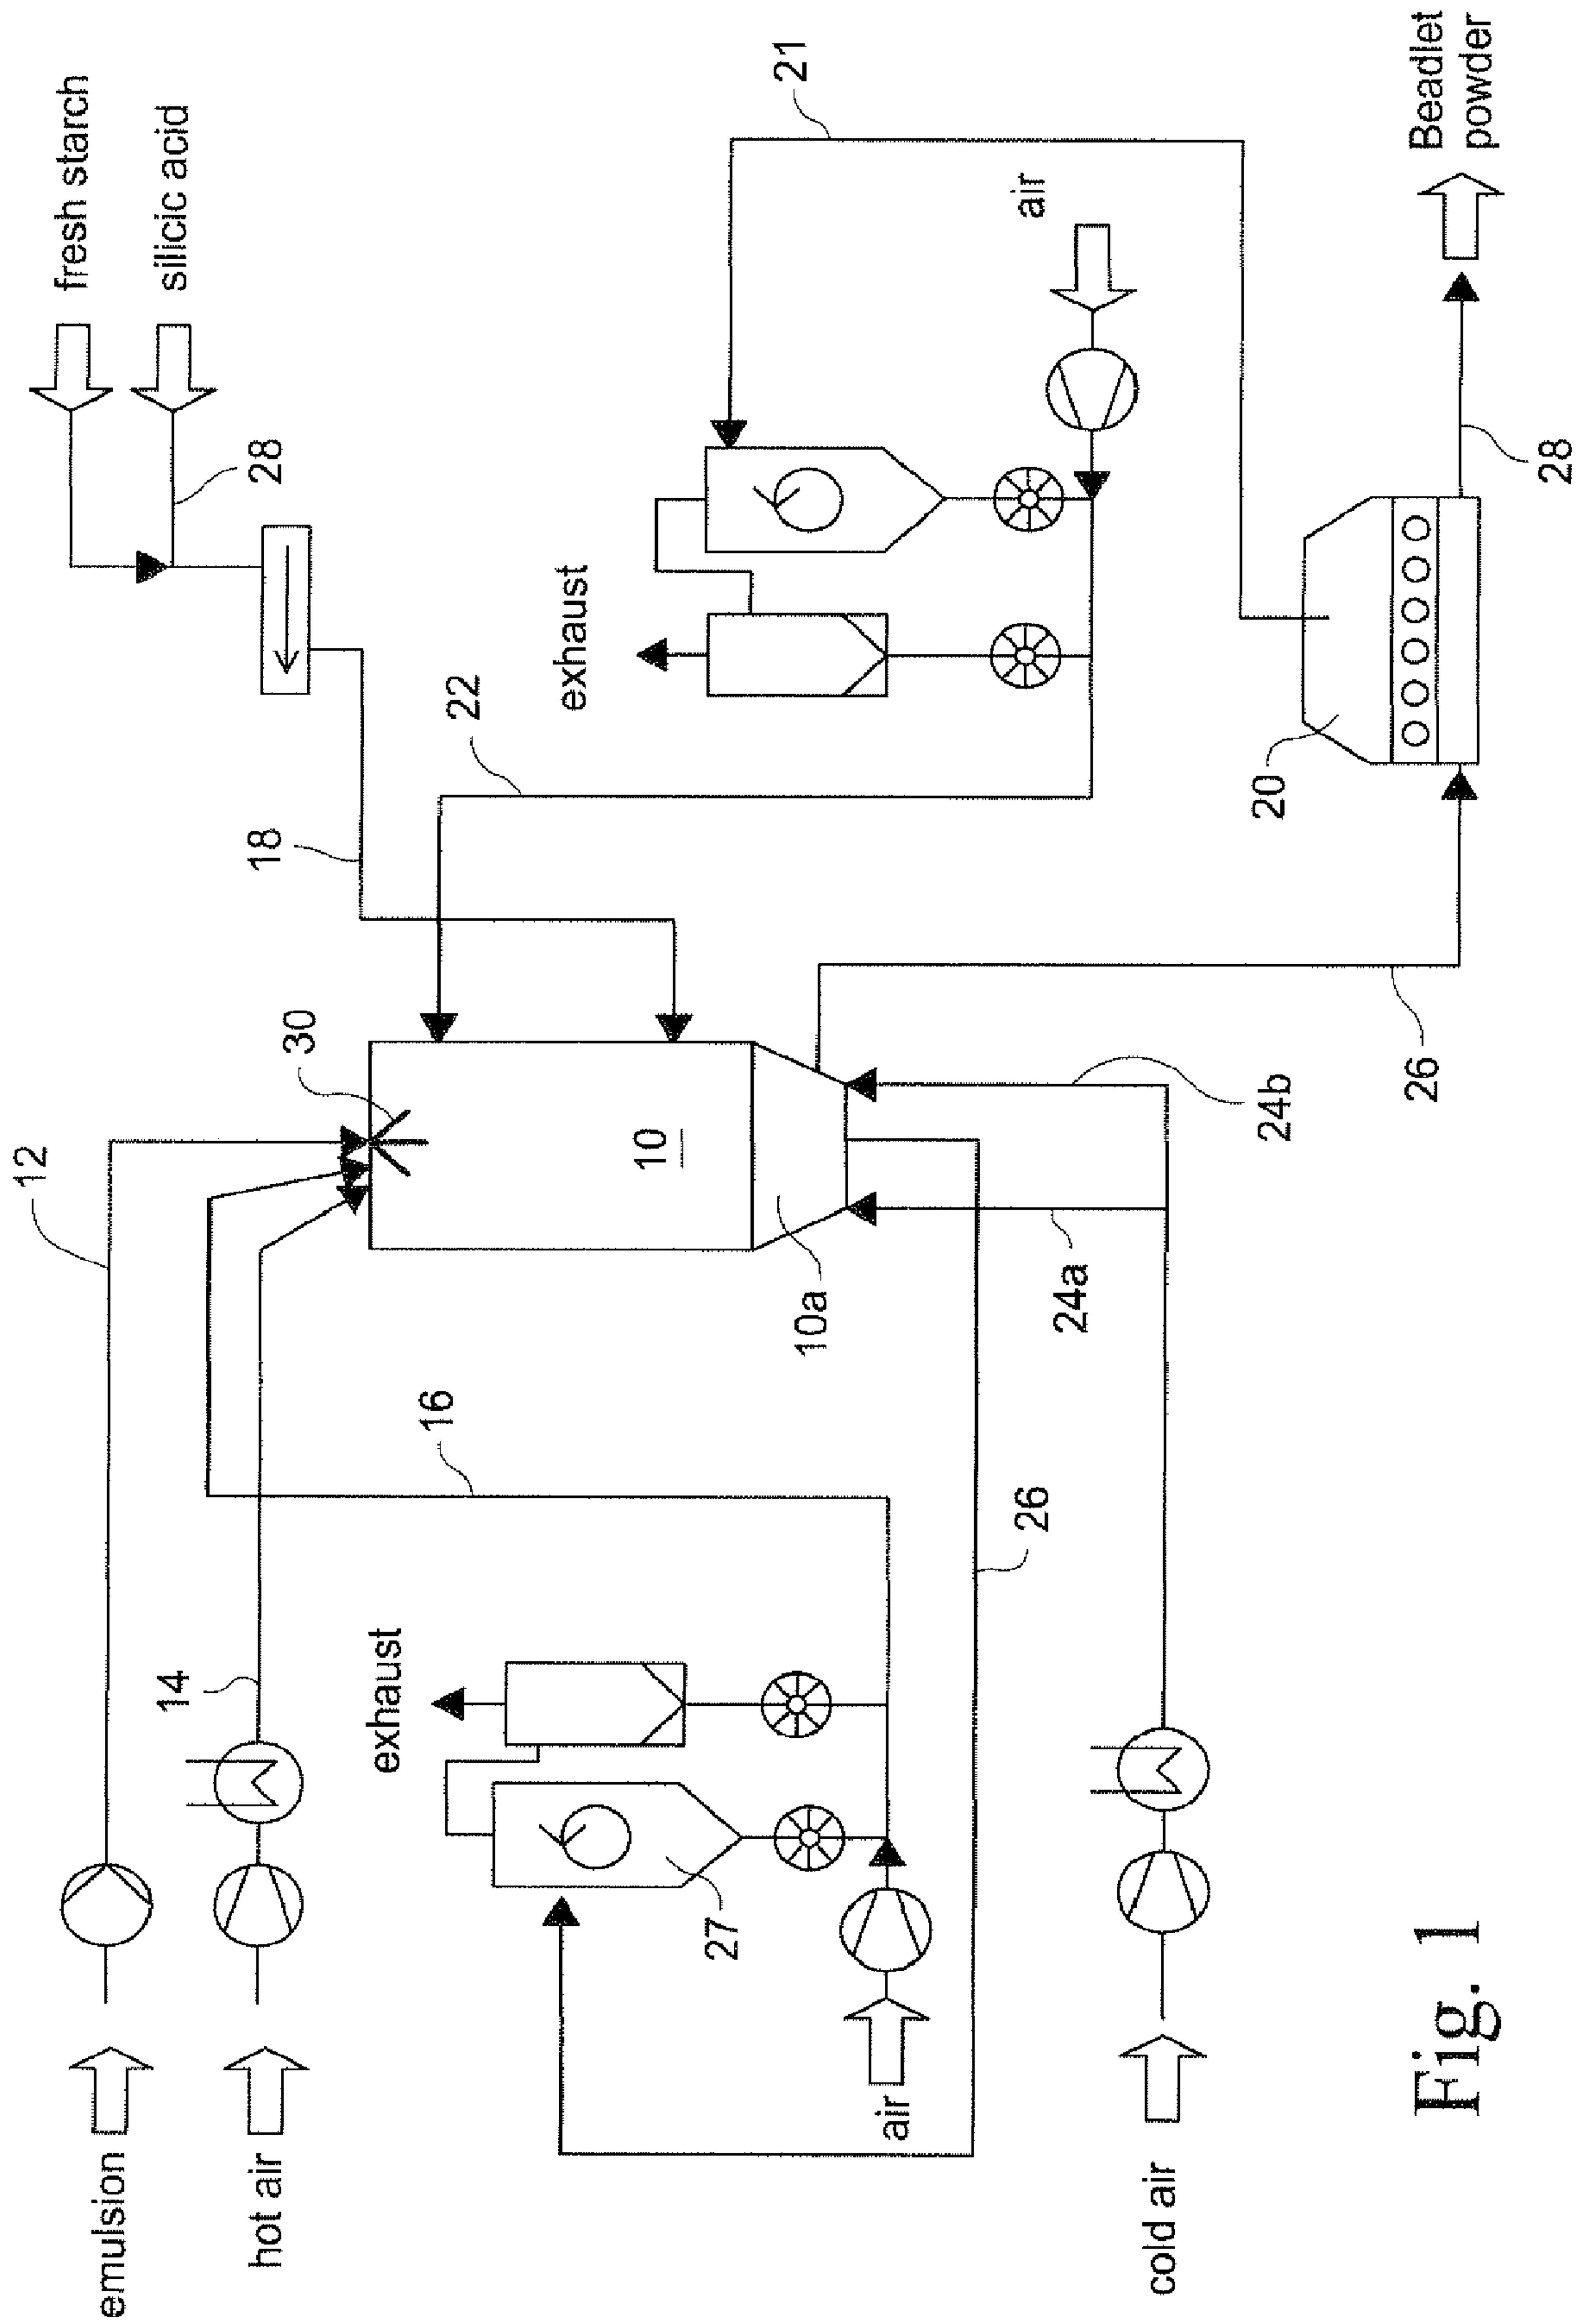 emulsion
12
fresh starch
hot air
14
silicic acid
28
30
18
exhaust
16
22
exhaust
21
10
27
10a
air
air
26
24a
24b
cold air
26
20
Beadlet
powder
28
Fig. 1